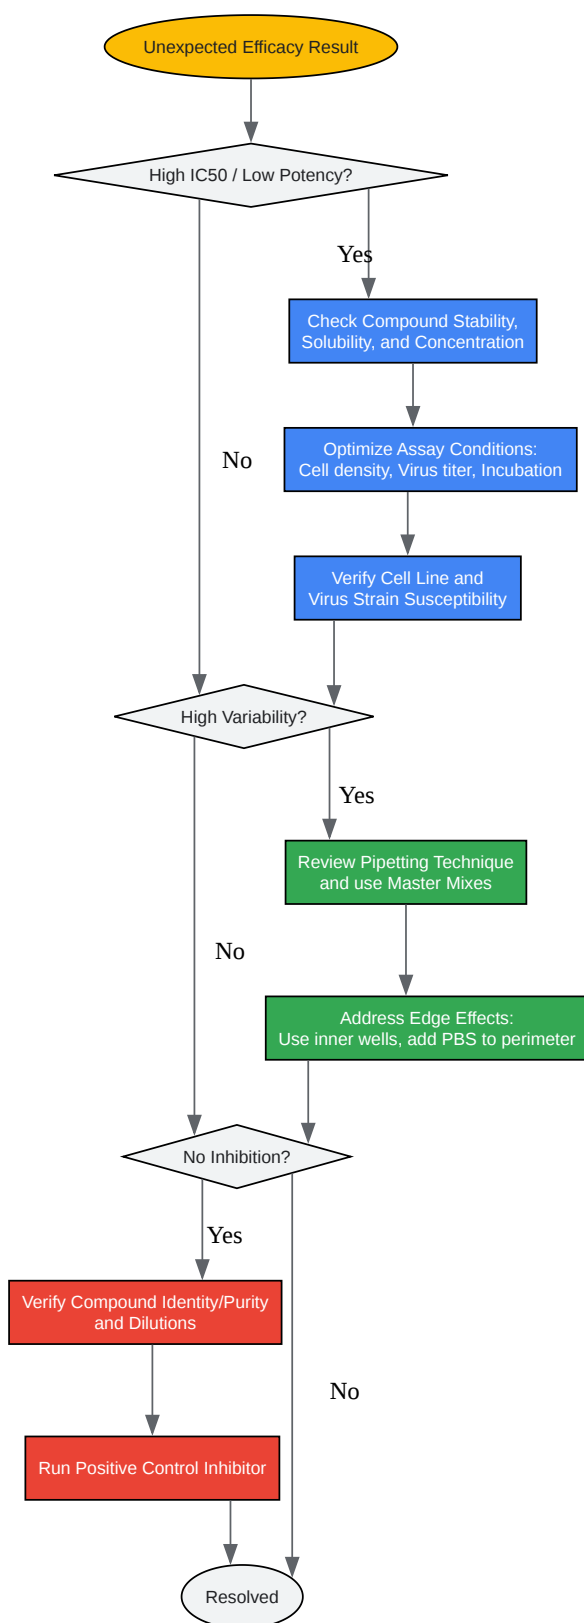 Unexpected Efficacy Result
High IC50 / Low Potency?
Yes
Check Compound Stability,
Solubility, and Concentration
Optimize Assay Conditions:
Cell density, Virus titer, Incubation
No
Verify Cell Line and
Virus Strain Susceptibility
High Variability?
Yes
Review Pipetting Technique
and use Master Mixes
No
Address Edge Effects:
Use inner wells, add PBS to perimeter
No Inhibition?
Yes
Verify Compound Identity/Purity
and Dilutions
No
Run Positive Control Inhibitor
Resolved